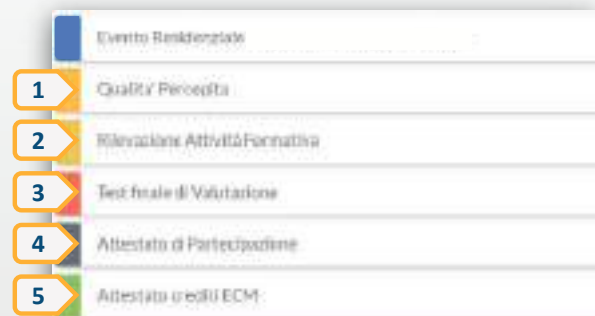 Evento Residenziale
1 Qualita' Percepita
2 Rilevazione Attività Formativa
3 Test finale di Valutazione
4 Attestato di Partecipazione
5 Attestato crediti ECM